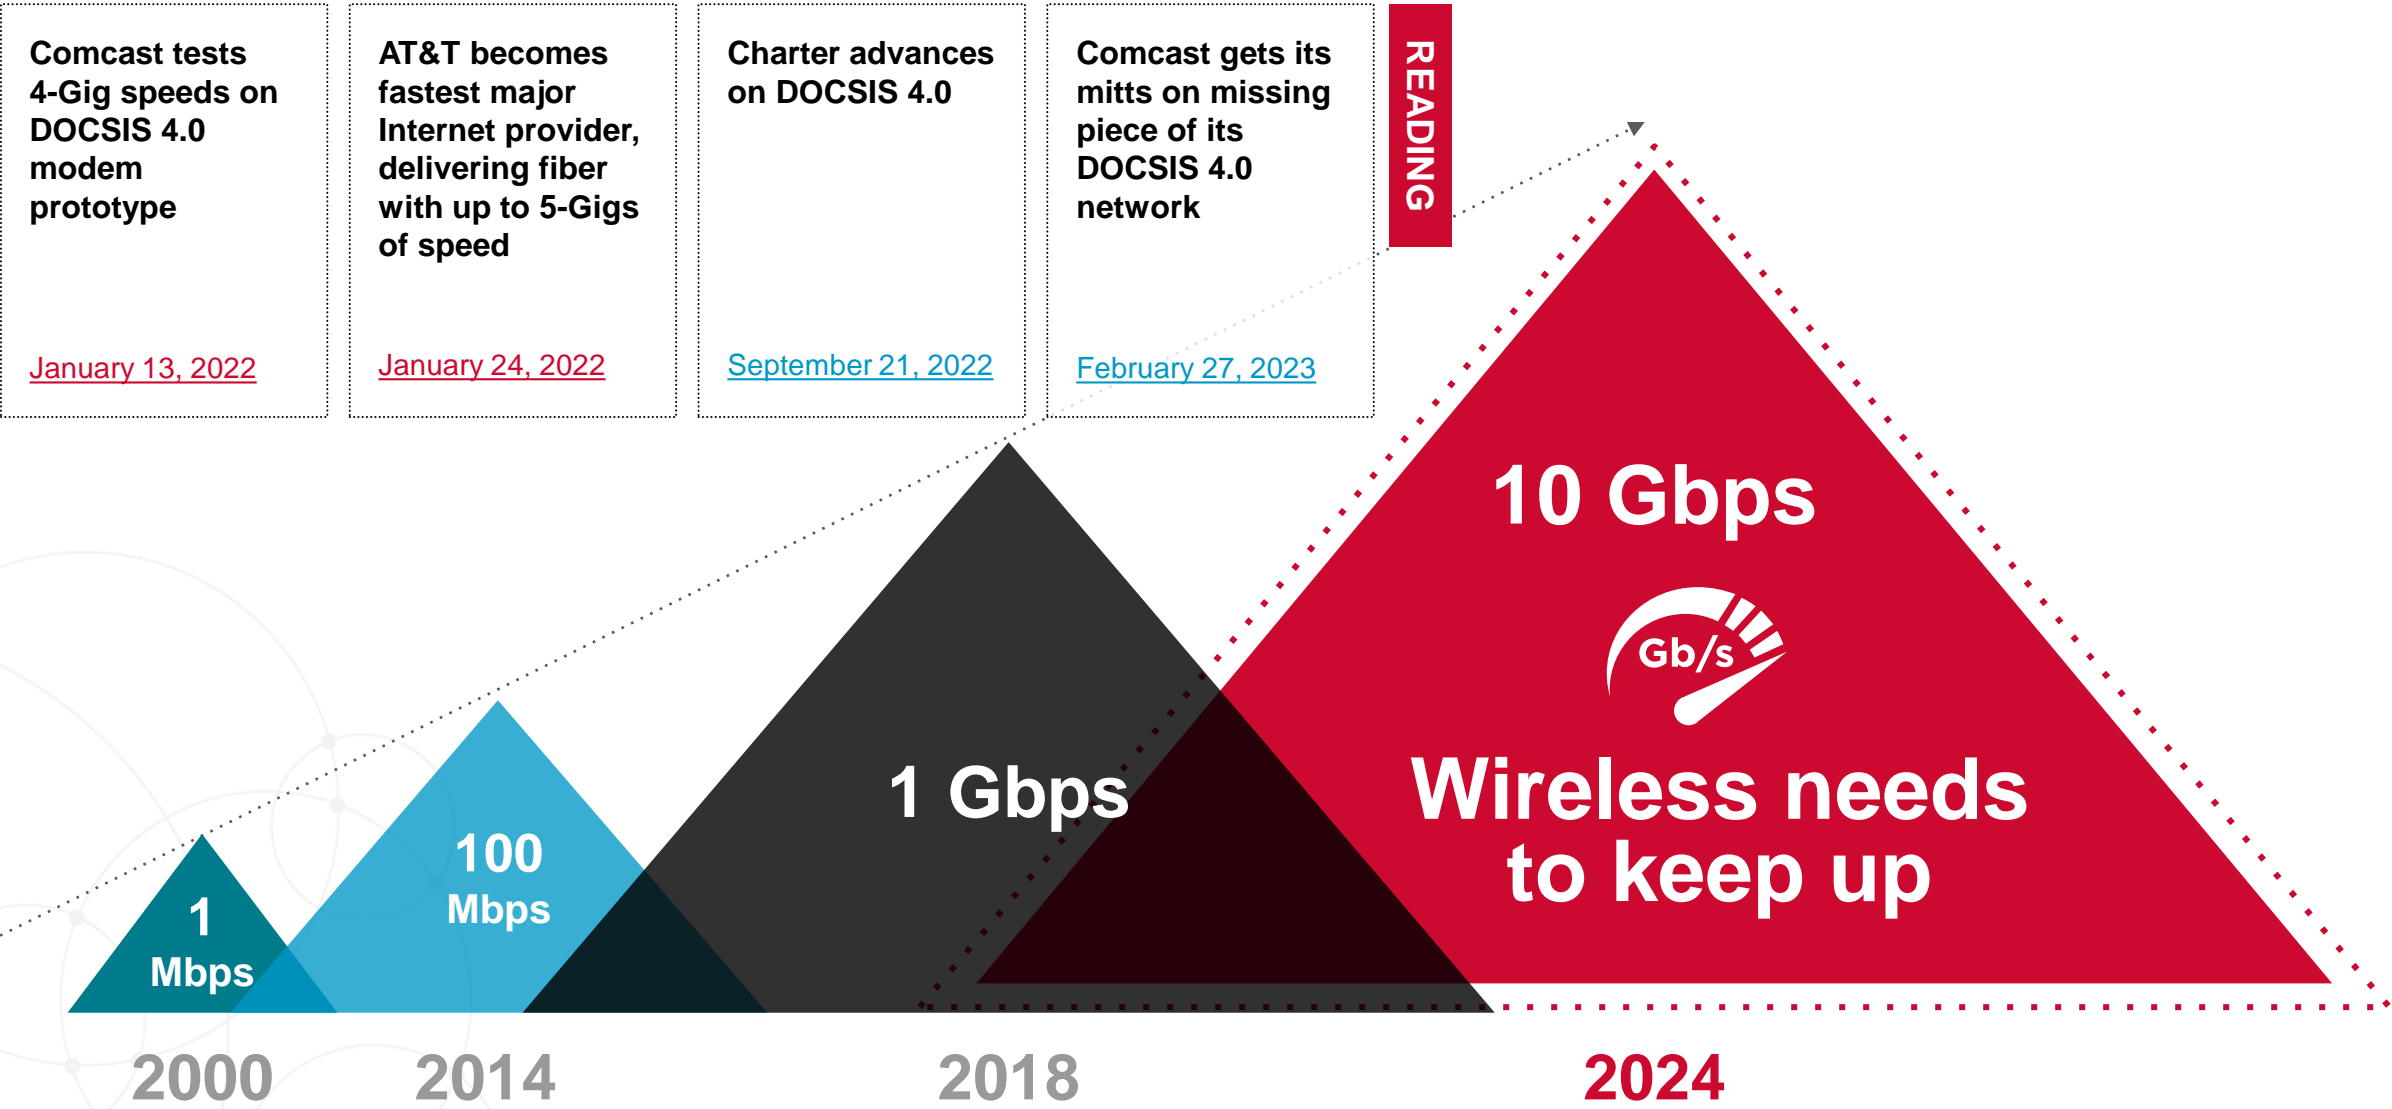 Comcast tests
4-Gig speeds on
DOCSIS 4.0
modem
prototype
January 13, 2022
AT&T becomes
fastest major
Internet provider,
delivering fiber
with up to 5-Gigs
of speed
January 24, 2022
Charter advances
on DOCSIS 4.0
September 21, 2022
Comcast gets its
mitts on missing
piece of its
DOCSIS 4.0
network
February 27, 2023
READING
1
Mbps
100
Mbps
1 Gbps
10 Gbps
Gb/s
Wireless needs
to keep up
2000
2014
2018
2024